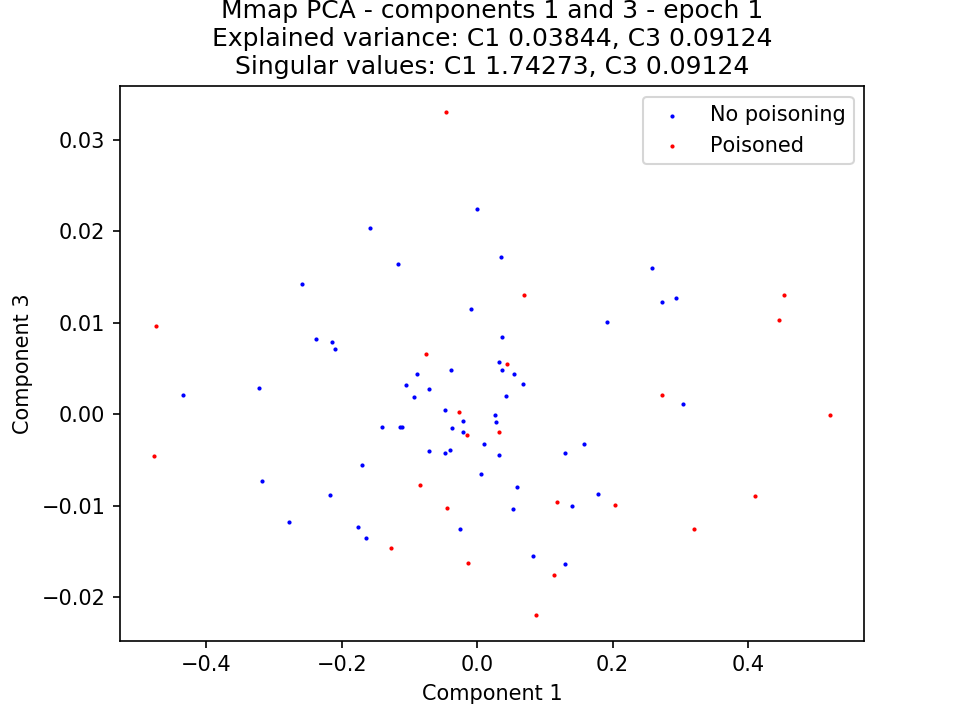 Mmap PCA - components 1 and 3 - epoch 1
Explained variance: C1 0.03844, C3 0.09124
Singular values: C1 1.74273, C3 0.09124
No poisoning
Poisoned
0.03
0.02
0.01
0.00
−0.01
−0.02
Component 3
−0.4
−0.2
0.0
0.2
0.4
Component 1